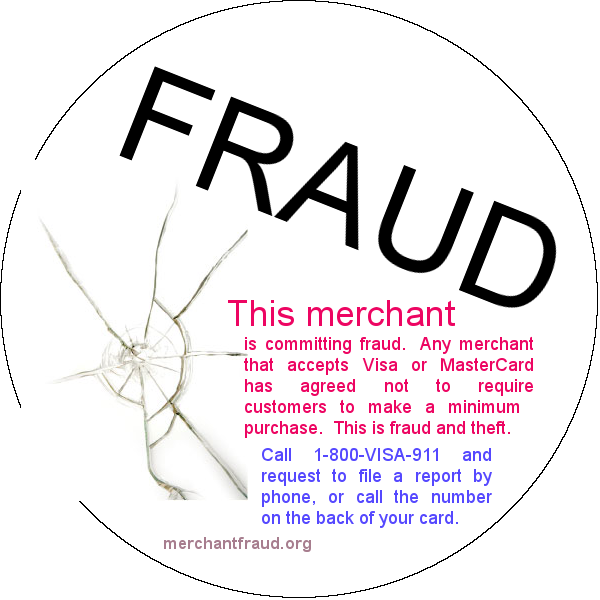 FRAUD
This merchant
is committing fraud. Any merchant
that accepts Visa or MasterCard
has agreed not to require
customers to make a minimum
purchase. This is fraud and theft.
Call 1-800-VISA-911 and
request to file a report by
phone, or call the number
on the back of your card.
merchantfraud.org